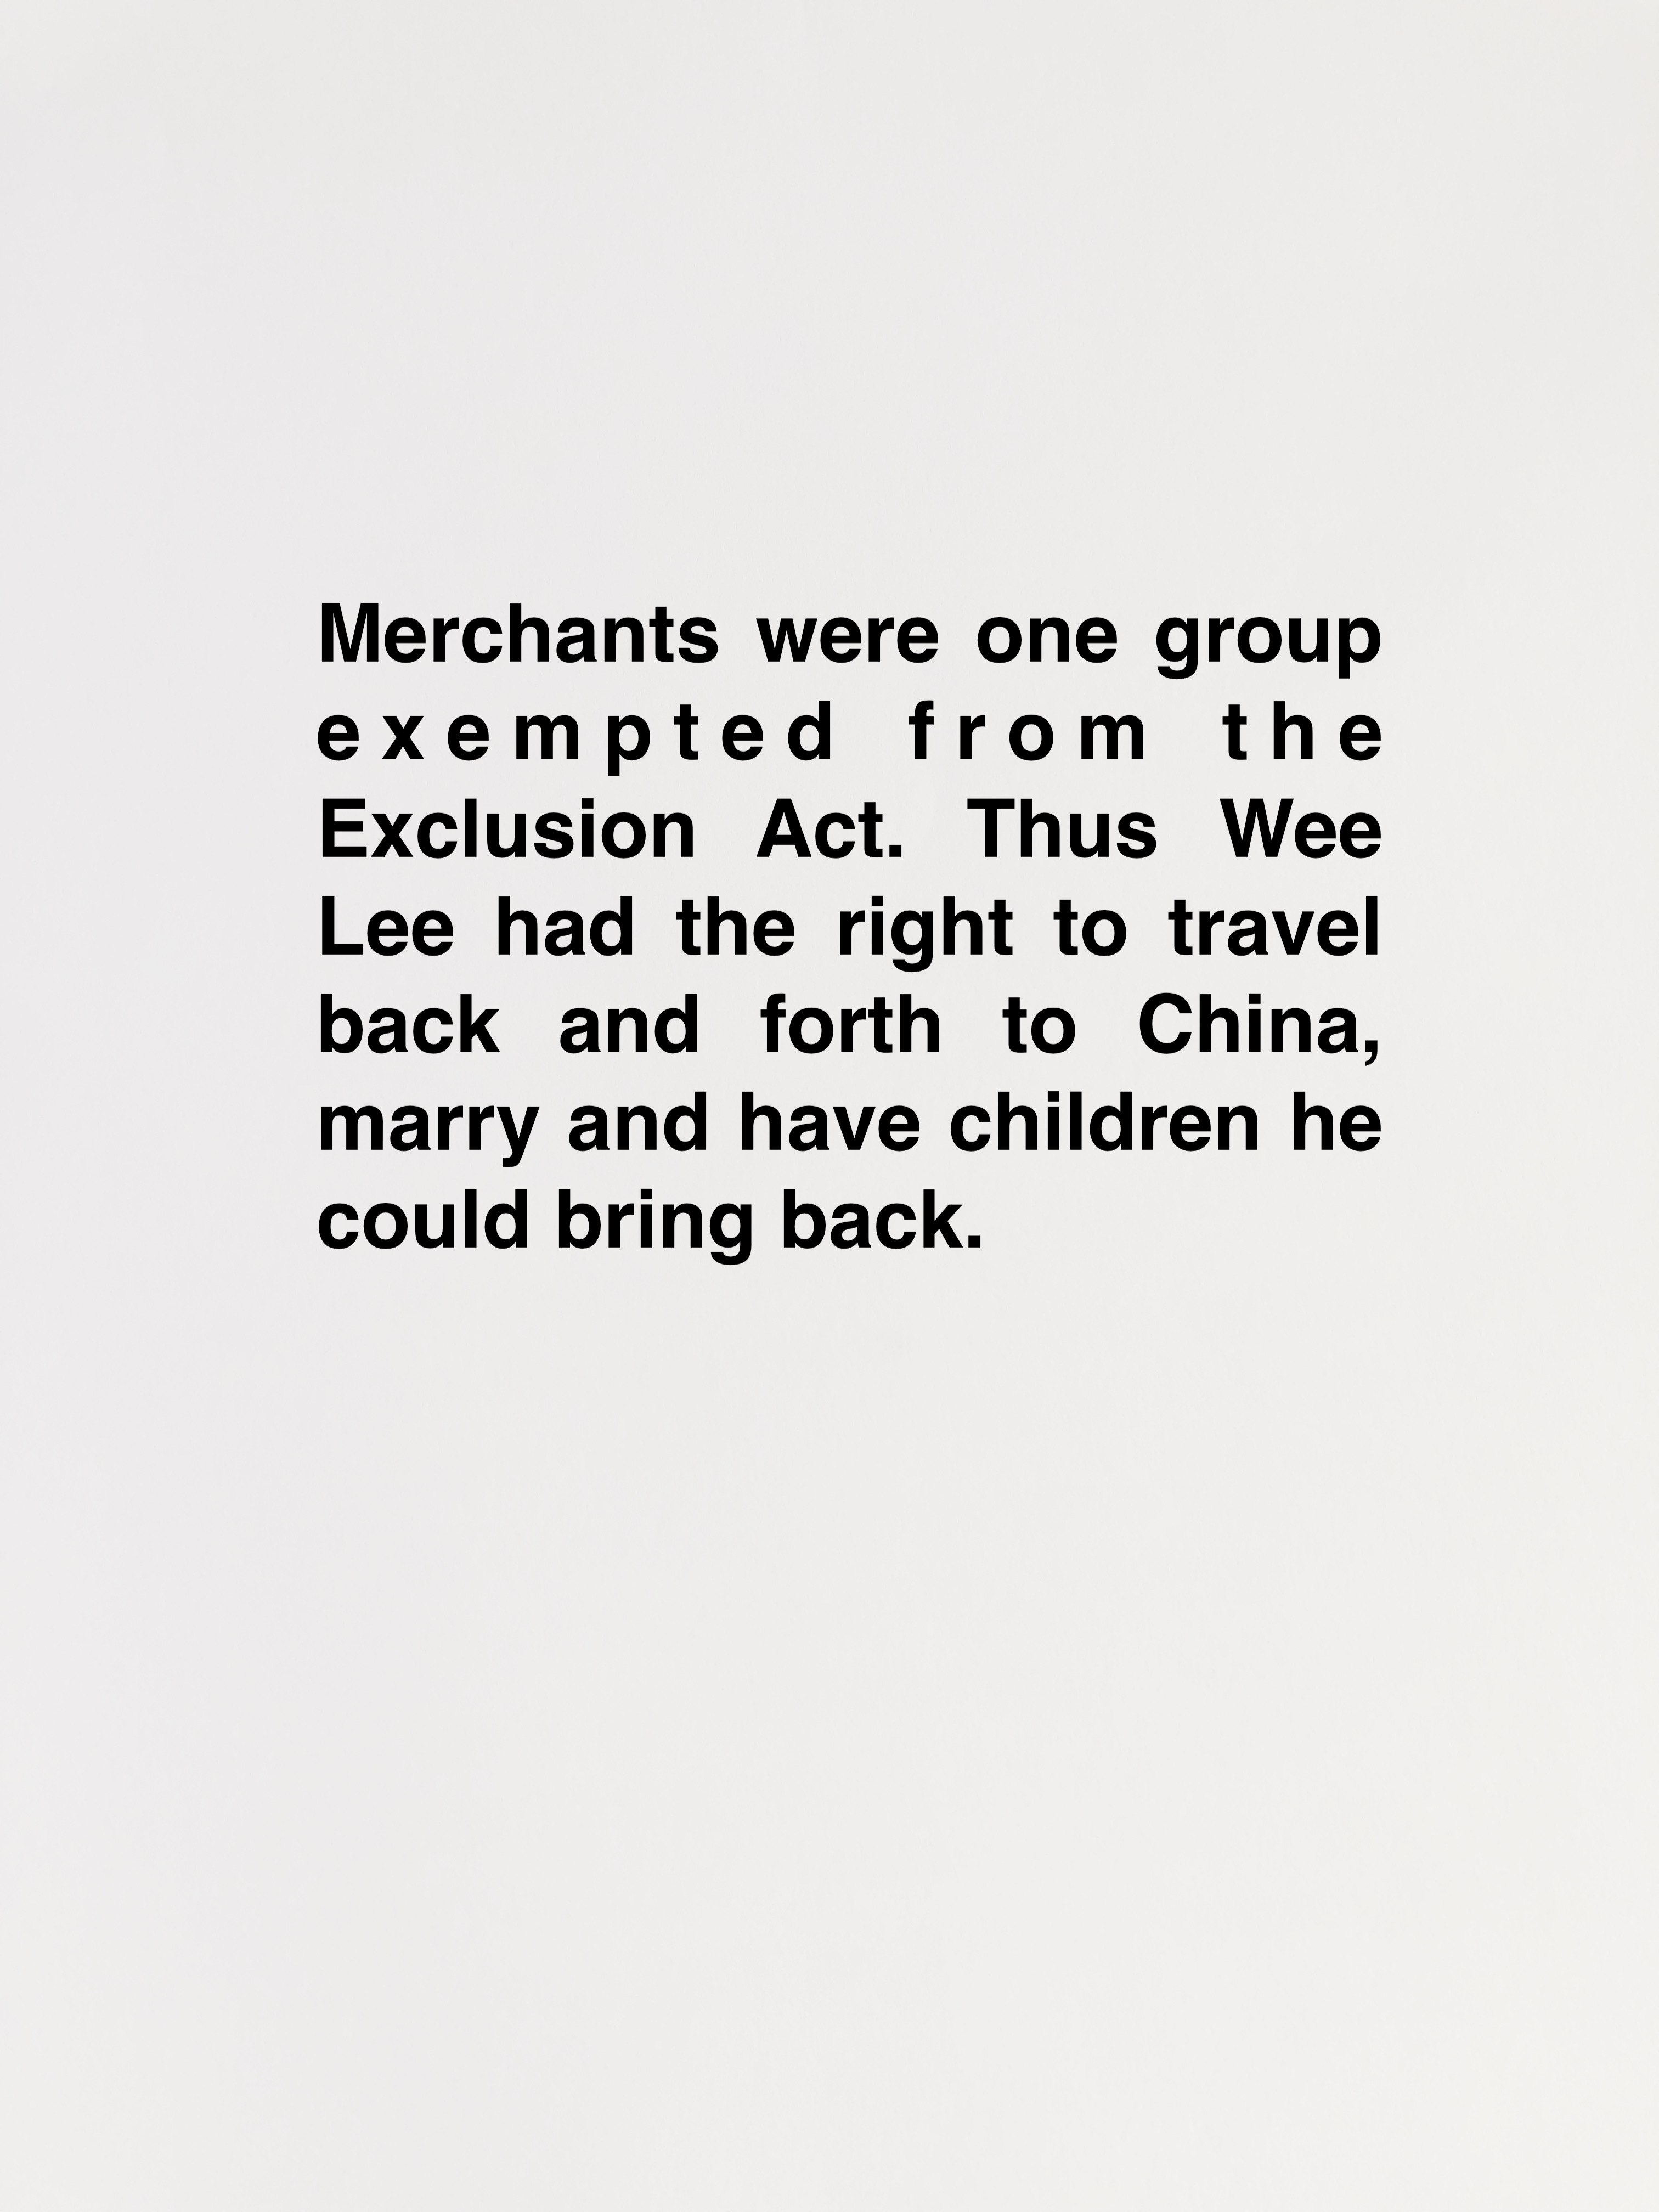 Merchants were one group
exempted from the
Exclusion Act. Thus Wee
Lee had the right to travel
back and forth to China,
marry and have children he
could bring back.